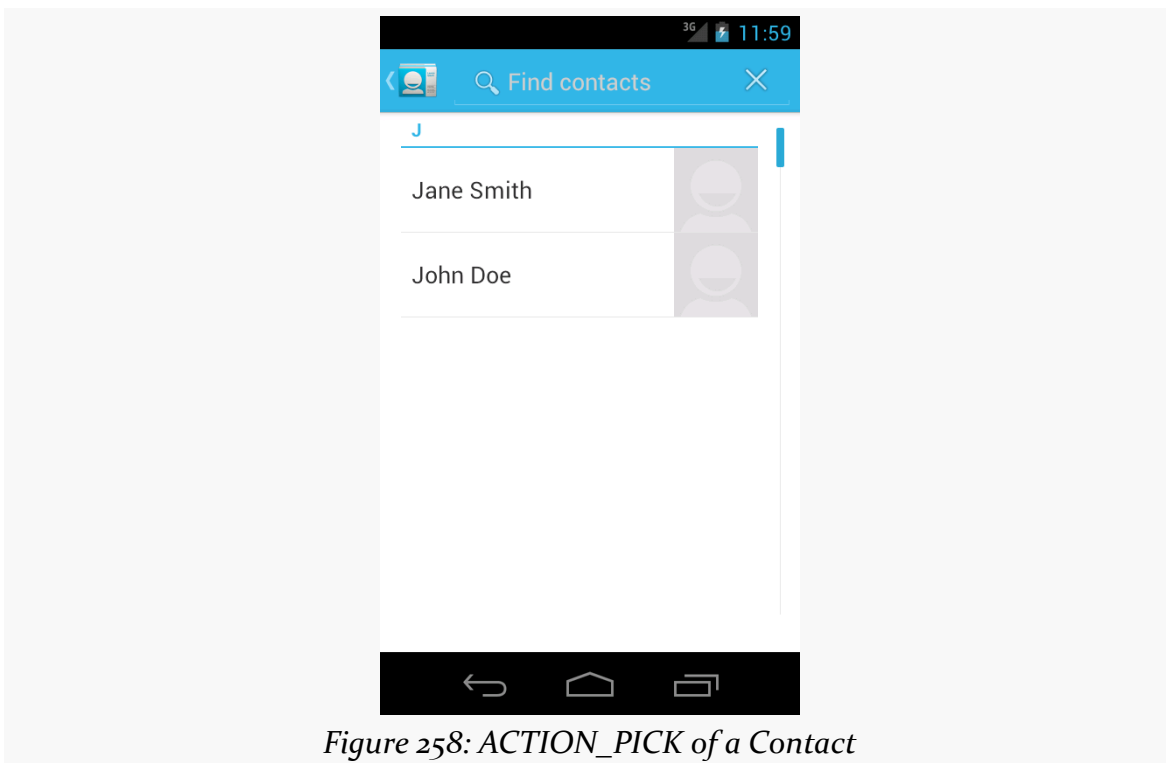 3G 11:59
Find contacts
J
Jane Smith
John Doe
Figure 258: ACTION_PICK of a Contact